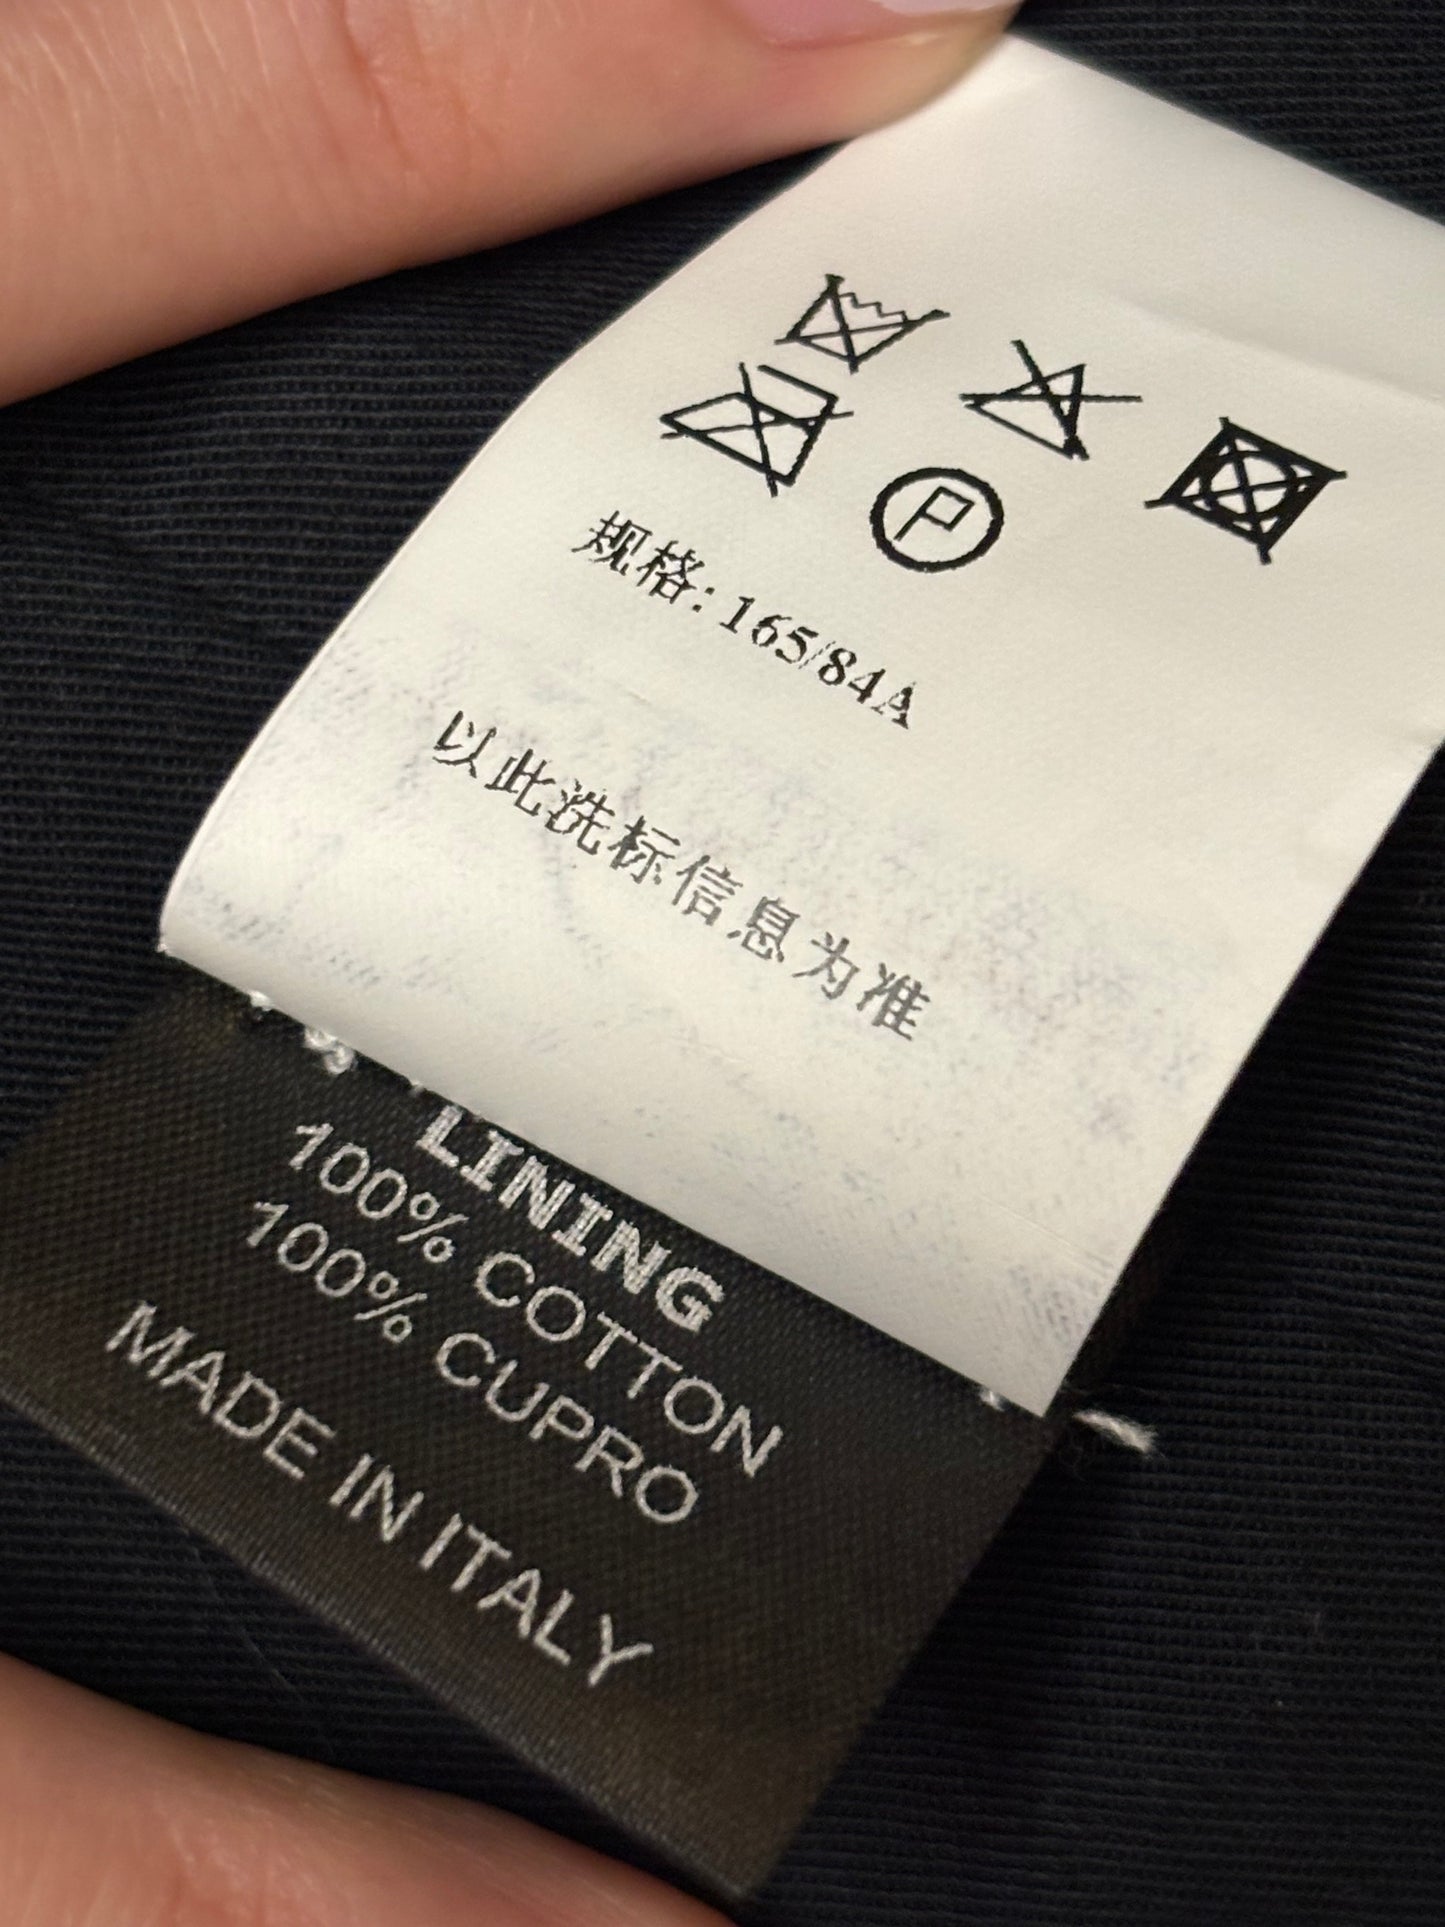 P
规格: 165/84A
以此洗标信息为准
LINING
100% COTTON
100% CUPRO
MADE IN ITALY